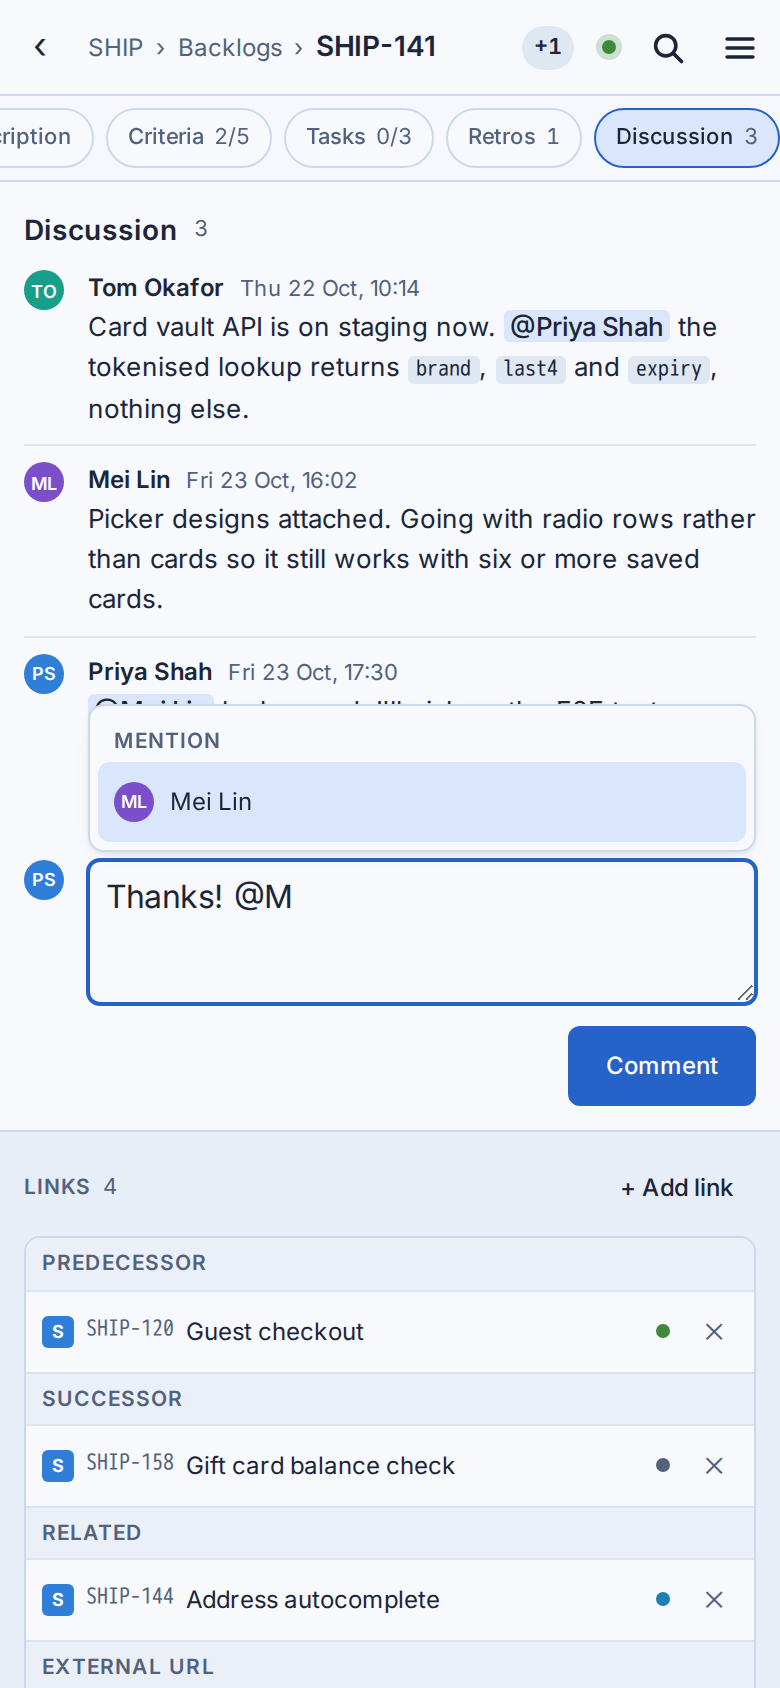 SHIP › Backlogs › SHIP-141 +1
cription Criteria 2/5 Tasks 0/3 Retros 1 Discussion 3
Discussion 3
TO Tom Okafor Thu 22 Oct, 10:14
Card vault API is on staging now. @Priya Shah the
tokenised lookup returns brand, last4 and expiry,
nothing else.
ML Mei Lin Fri 23 Oct, 16:02
Picker designs attached. Going with radio rows rather
than cards so it still works with six or more saved
cards.
PS Priya Shah Fri 23 Oct, 17:30
MENTION
ML Mei Lin
PS Thanks! @M
Comment
LINKS 4 + Add link
PREDECESSOR
S SHIP-120 Guest checkout
SUCCESSOR
S SHIP-158 Gift card balance check
RELATED
S SHIP-144 Address autocomplete
EXTERNAL URL